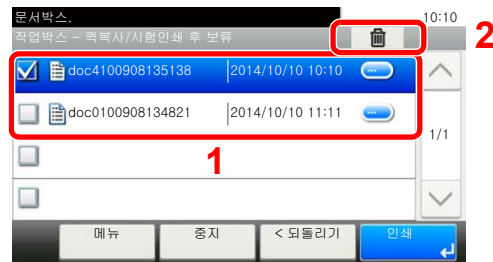 문서박스.
10:10
작업박스 - 퀵복사/시험인쇄 후 보류
2
doc4100908135138 2014/10/10 10:10
doc0100908134821 2014/10/10 11:11
1/1
1
메뉴 중지 < 되돌리기 인쇄